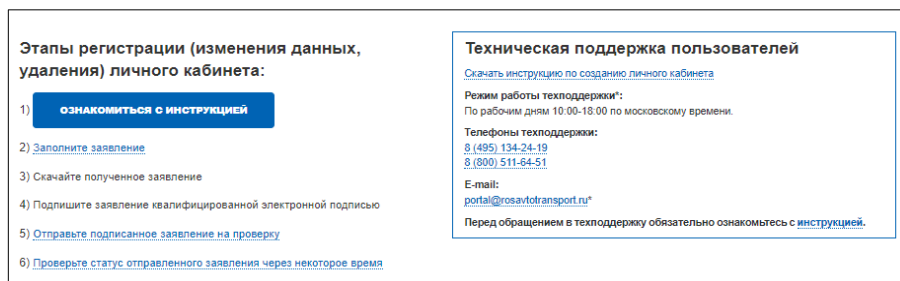 Этапы регистрации (изменения данных,
удаления) личного кабинета:
1) ОЗНАКОМИТЬСЯ С ИНСТРУКЦИЕЙ
2) Заполните заявление
3) Скачайте полученное заявление
4) Подпишите заявление квалифицированной электронной подписью
5) Отправьте подписанное заявление на проверку
6) Проверьте статус отправленного заявления через некоторое время
Техническая поддержка пользователей
Скачать инструкцию по созданию личного кабинета
Режим работы техподдержки*:
По рабочим дням 10:00-18:00 по московскому времени.
Телефоны техподдержки:
8 (495) 134-24-19
8 (800) 511-64-51
E-mail:
portal@rosavtotransport.ru*
Перед обращением в техподдержку обязательно ознакомьтесь с инструкцией.